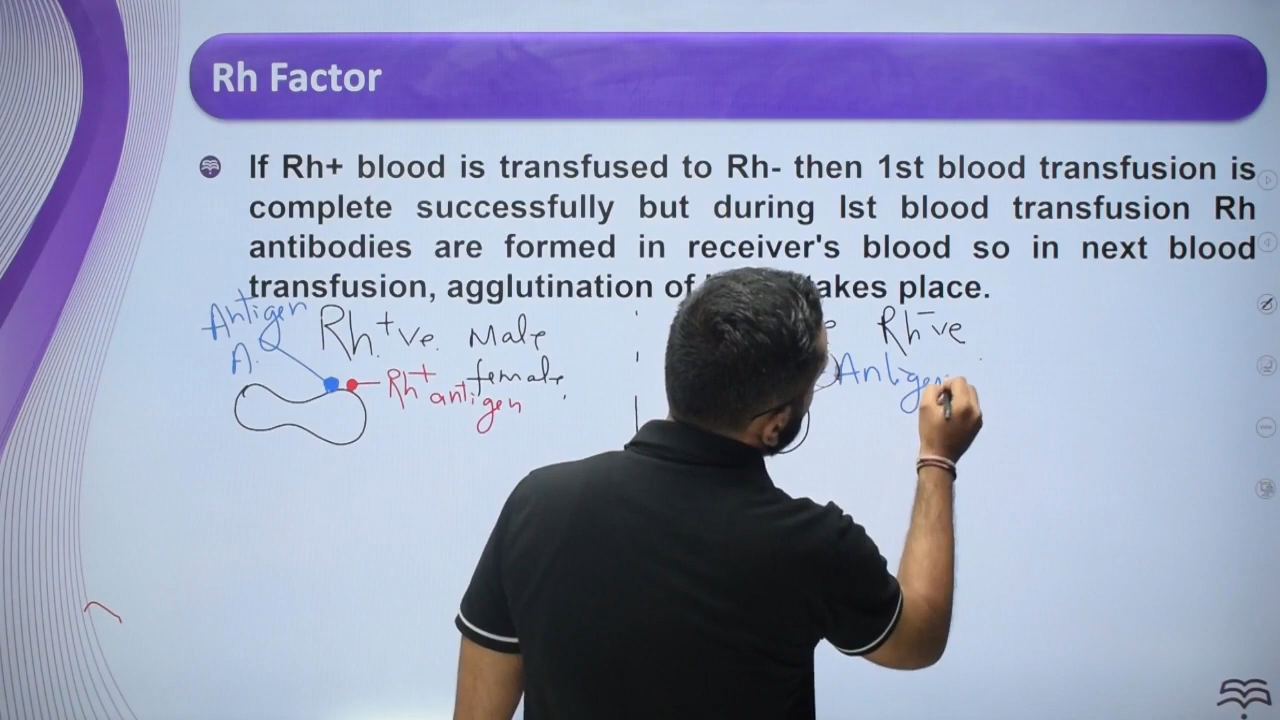 Rh Factor
If Rh+ blood is transfused to Rh- then 1st blood transfusion is
complete successfully but during Ist blood transfusion Rh
antibodies are formed in receiver's blood so in next blood
transfusion, agglutination of takes place.
Antigen
A.
Rh+ve. Male
female
Rh+ antigen
Rh-ve
Antigen